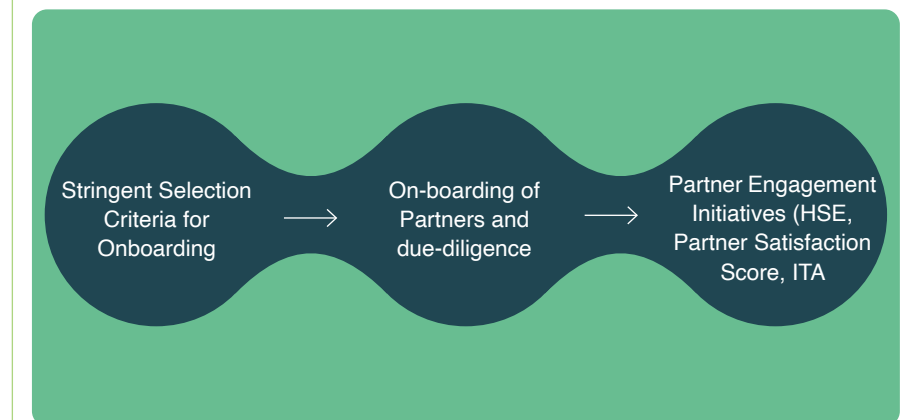 Stringent Selection
Criteria for
Onboarding
On-boarding of
Partners and
due-diligence
Partner Engagement
Initiatives (HSE,
Partner Satisfaction
Score, ITA